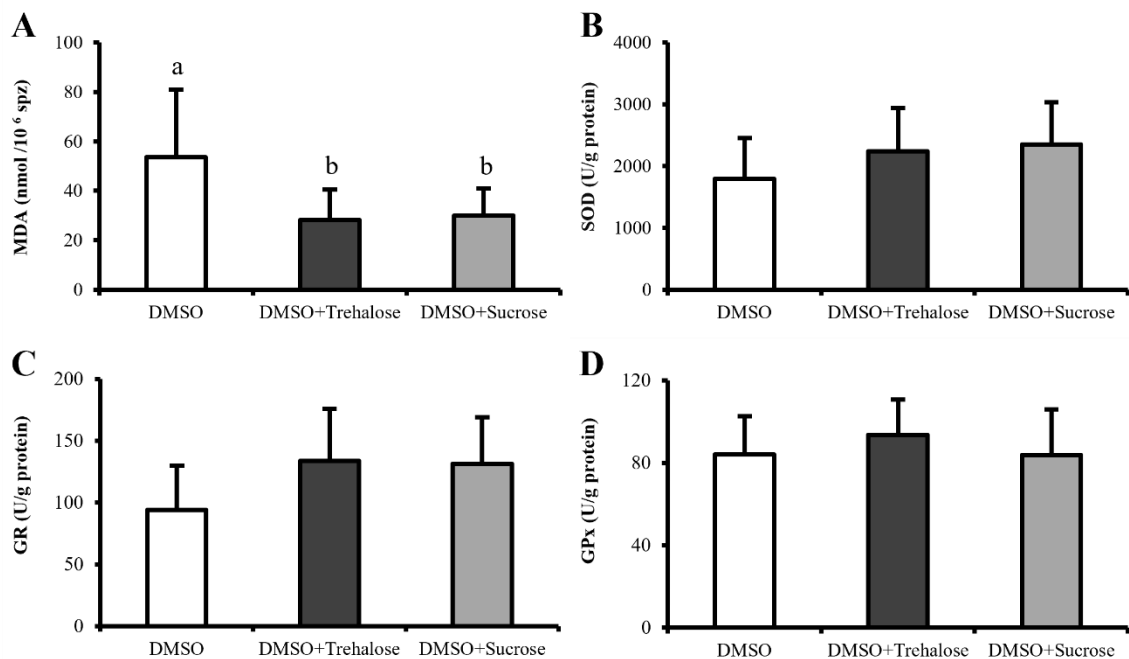 A
MDA (nmol /10 6 spz)
100
80
60
40
20
0
a
b
b
DMSO
DMSO+Trehalose
DMSO+Sucrose
B
SOD (U/g protein)
4000
3000
2000
1000
0
DMSO
DMSO+Trehalose
DMSO+Sucrose
C
GR (U/g protein)
200
150
100
50
0
DMSO
DMSO+Trehalose
DMSO+Sucrose
D
GPx (U/g protein)
120
80
40
0
DMSO
DMSO+Trehalose
DMSO+Sucrose